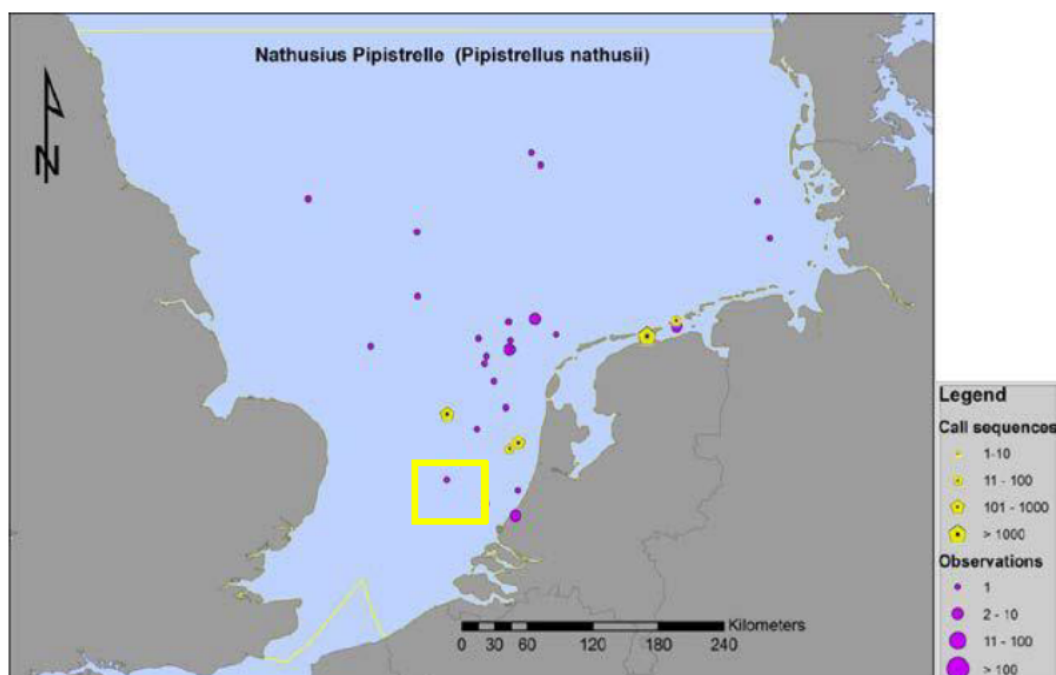 Nathusius Pipistrelle (Pipistrellus nathusii)
N
Legend
Call sequences
1-10
11 - 100
101 - 1000
> 1000
Observations
1
2 - 10
11 - 100
> 100
Kilometers
0 30 60 120 180 240